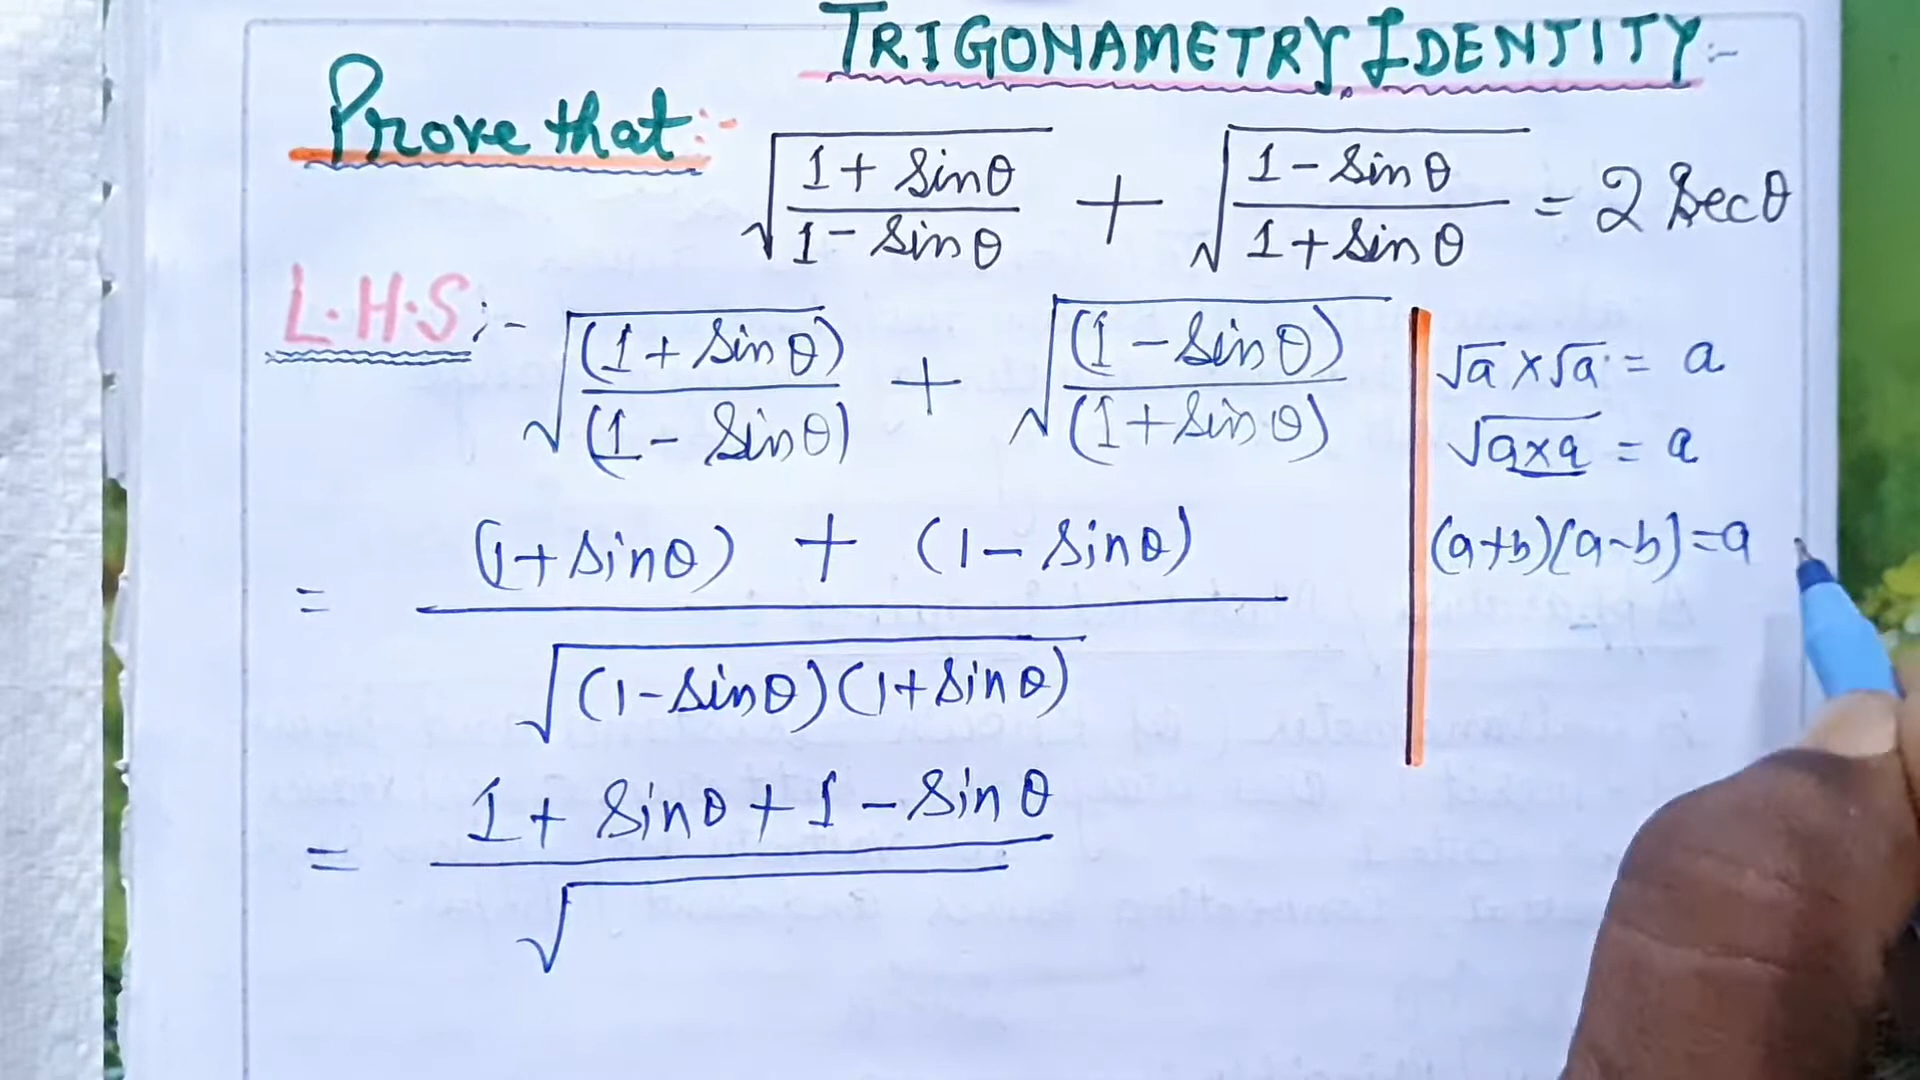 TRIGONAMETRY IDENTITY:-
Prove that:- √((1 + Sinθ)/(1 - Sinθ)) + √((1 - Sinθ)/(1 + Sinθ)) = 2 Secθ
L.H.S:- √((1 + Sinθ)/(1 - Sinθ)) + √((1 - Sinθ)/(1 + Sinθ))
= ((1 + Sinθ) + (1 - Sinθ))/√((1 - Sinθ)(1 + Sinθ))
= (1 + Sinθ + 1 - Sinθ)/√
√a × √a = a
√(a×a) = a
(a+b)(a-b) = a